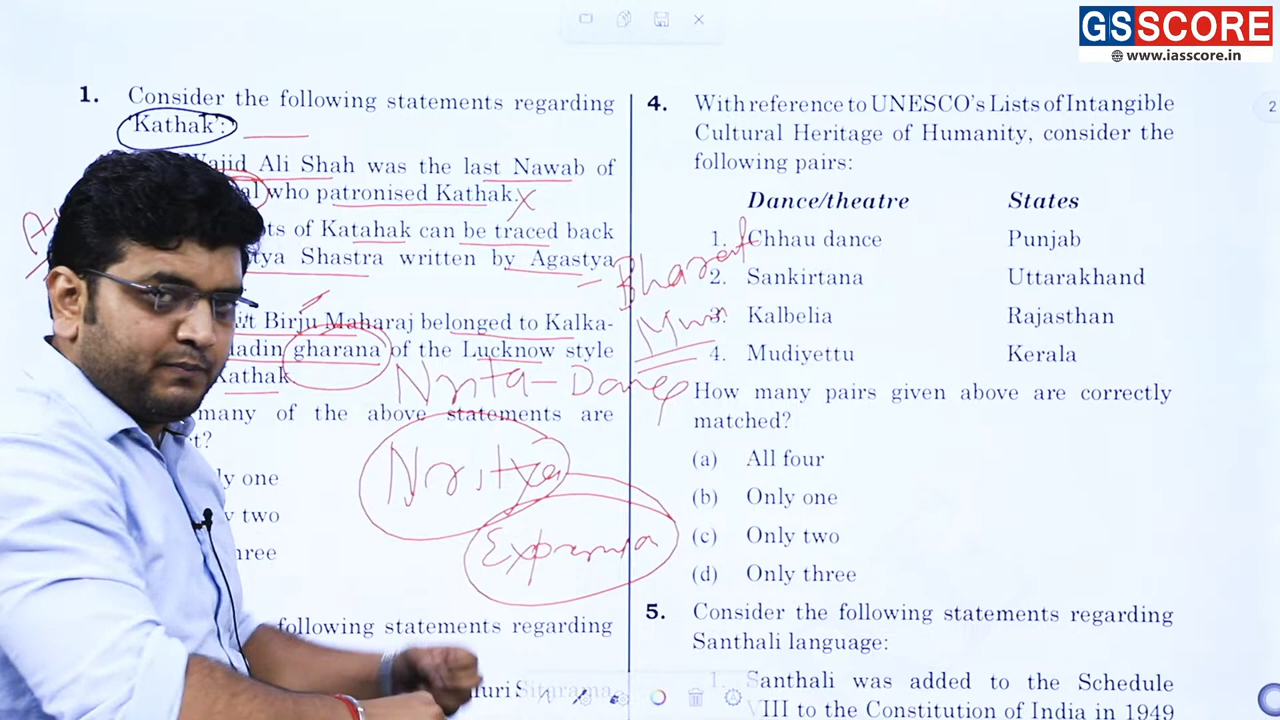 GSSCORE
www.iasscore.in
2
1. Consider the following statements regarding
'Kathak':
Wajid Ali Shah was the last Nawab of
who patronised Kathak.
of Katahak can be traced back
Shastra written by Agastya
Birju Maharaj belonged to Kalka-
gharana of the Lucknow style
Kathak
many of the above statements are
one
two
following statements regarding
Bharat
Muni
Nrita - Dance
Nritya
4. With reference to UNESCO's Lists of Intangible
Cultural Heritage of Humanity, consider the
following pairs:
Dance/theatre States
1. Chhau dance Punjab
2. Sankirtana Uttarakhand
3. Kalbelia Rajasthan
4. Mudiyettu Kerala
How many pairs given above are correctly
matched?
(a) All four
(b) Only one
(c) Only two
(d) Only three
5. Consider the following statements regarding
Santhali language:
1. Santhali was added to the Schedule
VIII to the Constitution of India in 1949